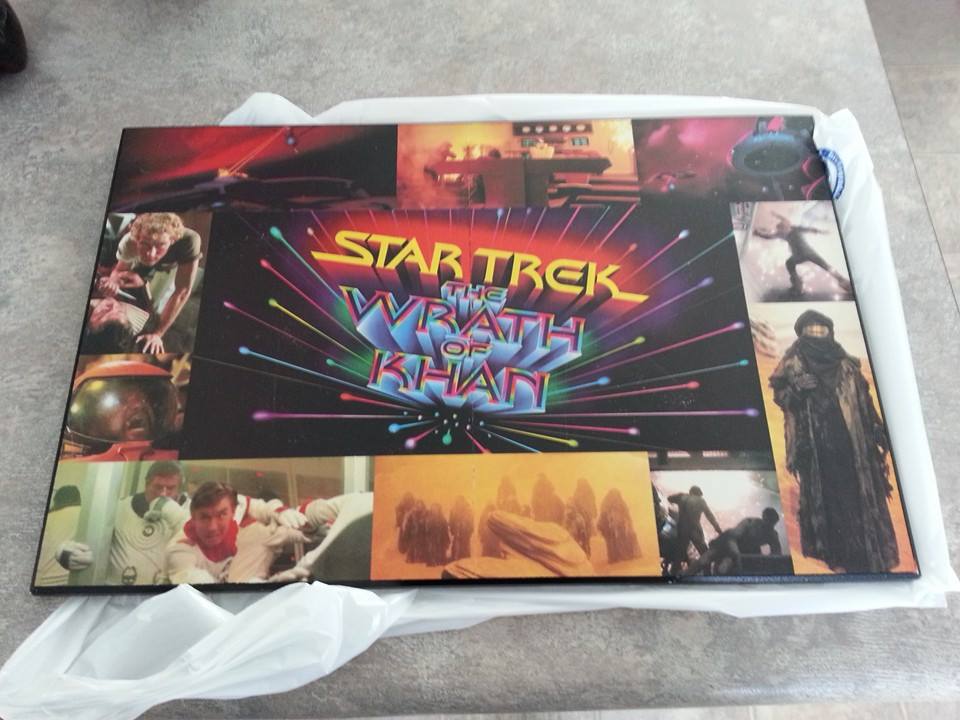 STAR TREK
THE
WRATH
OF
KHAN